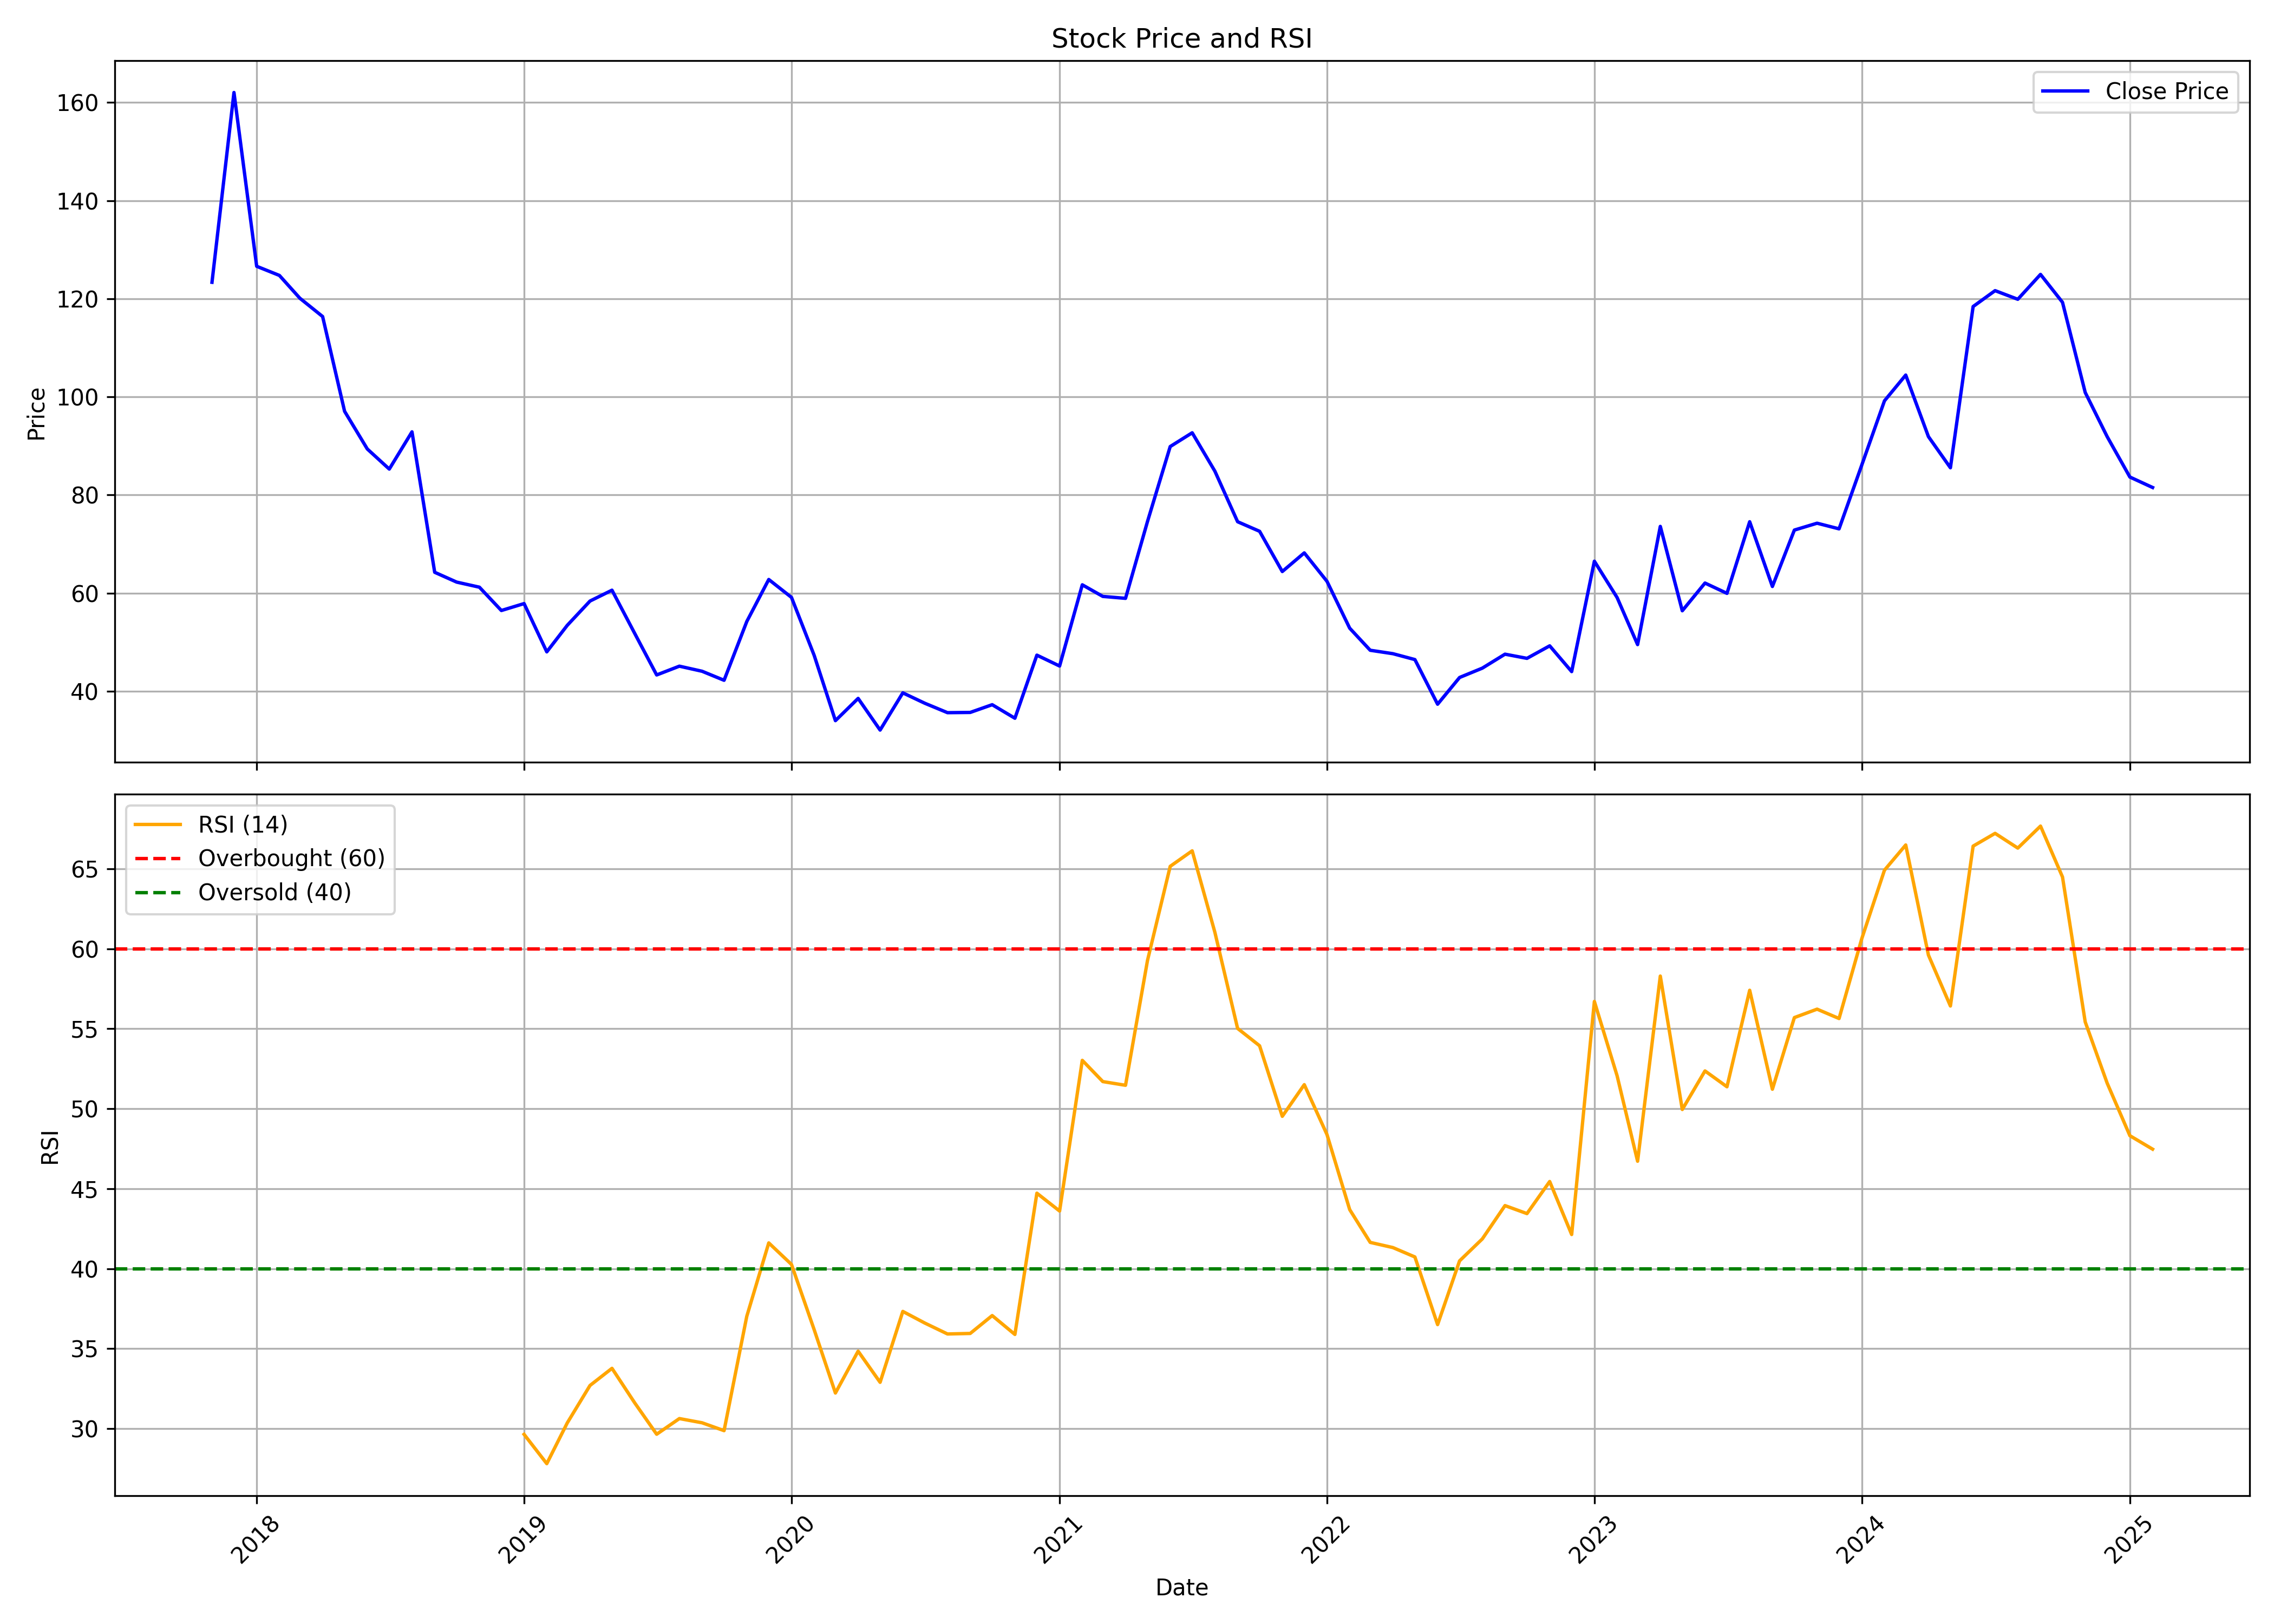 Stock Price and RSI
Close Price
160
140
120
100
80
60
40
Price
RSI (14)
Overbought (60)
Oversold (40)
65
60
55
50
45
40
35
30
RSI
2018 2019 2020 2021 2022 2023 2024 2025
Date